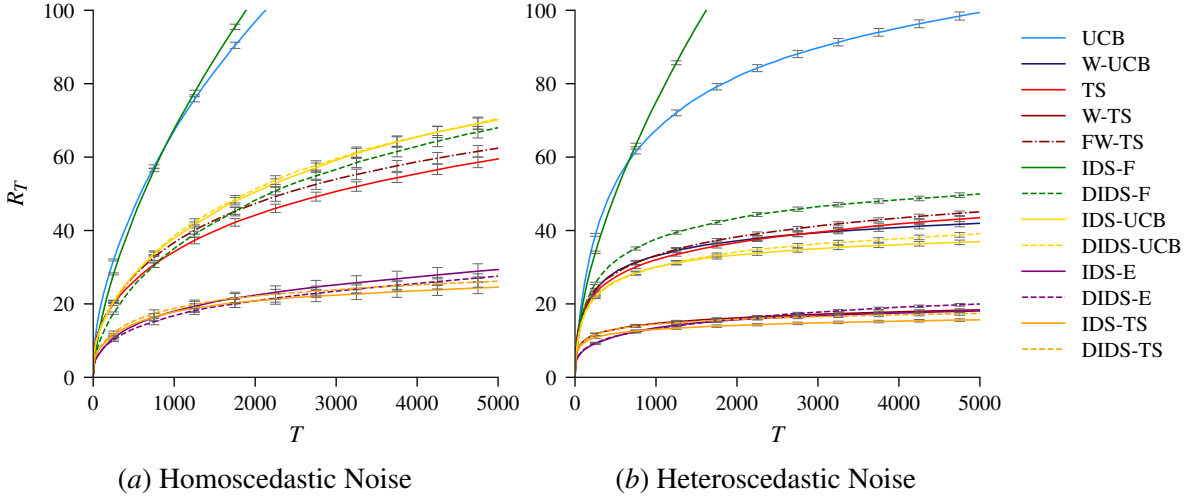 100
80
60
40
20
0
R_T
0 1000 2000 3000 4000 5000
T
(a) Homoscedastic Noise
100
80
60
40
20
0
0 1000 2000 3000 4000 5000
T
(b) Heteroscedastic Noise
UCB
W-UCB
TS
W-TS
FW-TS
IDS-F
DIDS-F
IDS-UCB
DIDS-UCB
IDS-E
DIDS-E
IDS-TS
DIDS-TS